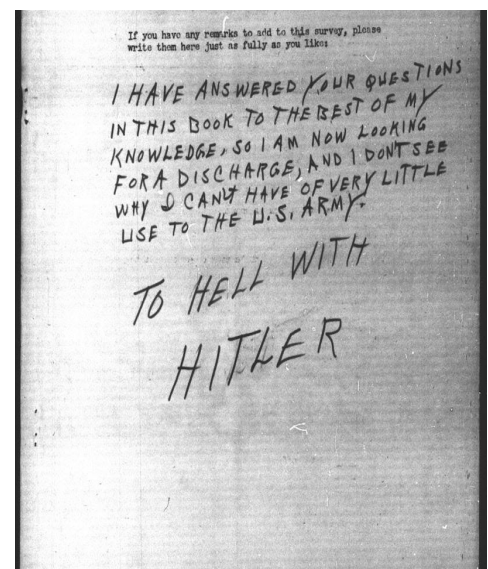 If you have any remarks to add to this survey, please
write them here just as fully as you like:
I HAVE ANSWERED YOUR QUESTIONS
IN THIS BOOK TO THE BEST OF MY
KNOWLEDGE, SO I AM NOW LOOKING
FOR A DISCHARGE, AND I DON'T SEE
WHY I CAN'T HAVE OF VERY LITTLE
USE TO THE U.S. ARMY.
TO HELL WITH
HITLER